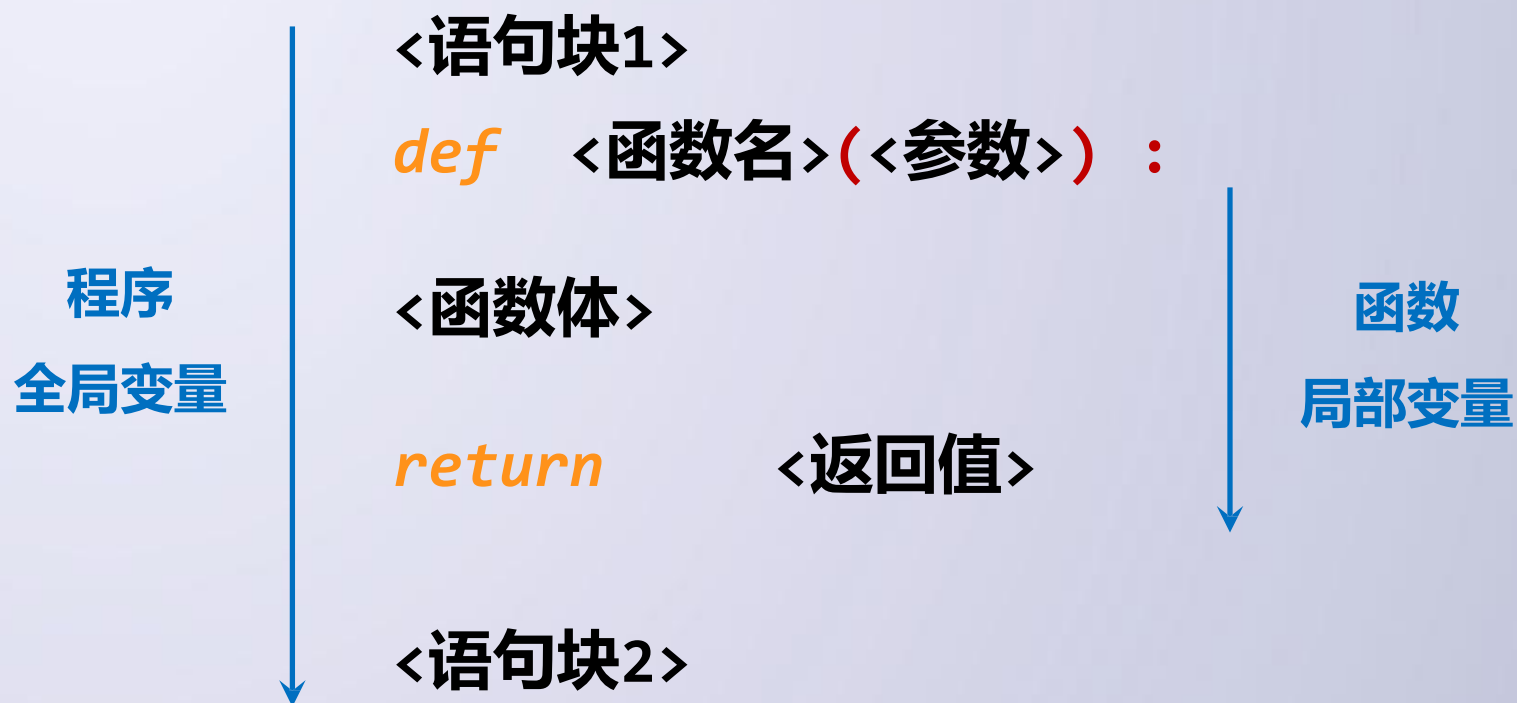 <语句块1>
def <函数名>(<参数>) :
程序
全局变量
<函数体>
函数
局部变量
return <返回值>
<语句块2>